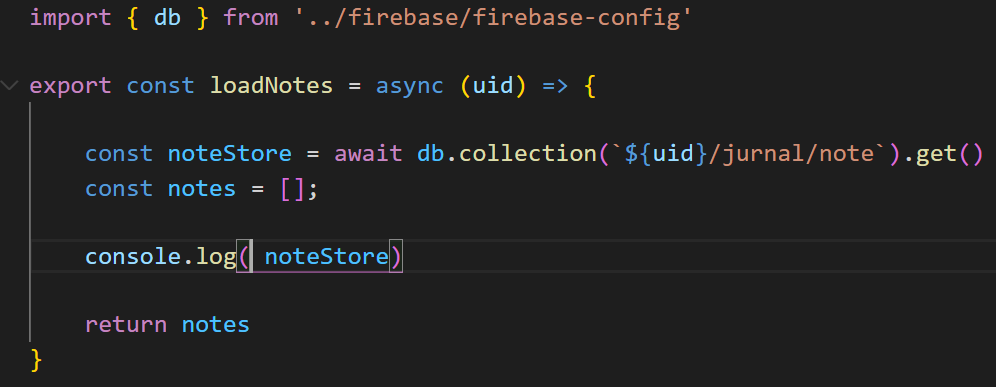 import { db } from '../firebase/firebase-config'
export const loadNotes = async (uid) => {
const noteStore = await db.collection(`${uid}/jurnal/note`).get()
const notes = [];
console.log( noteStore)
return notes
}